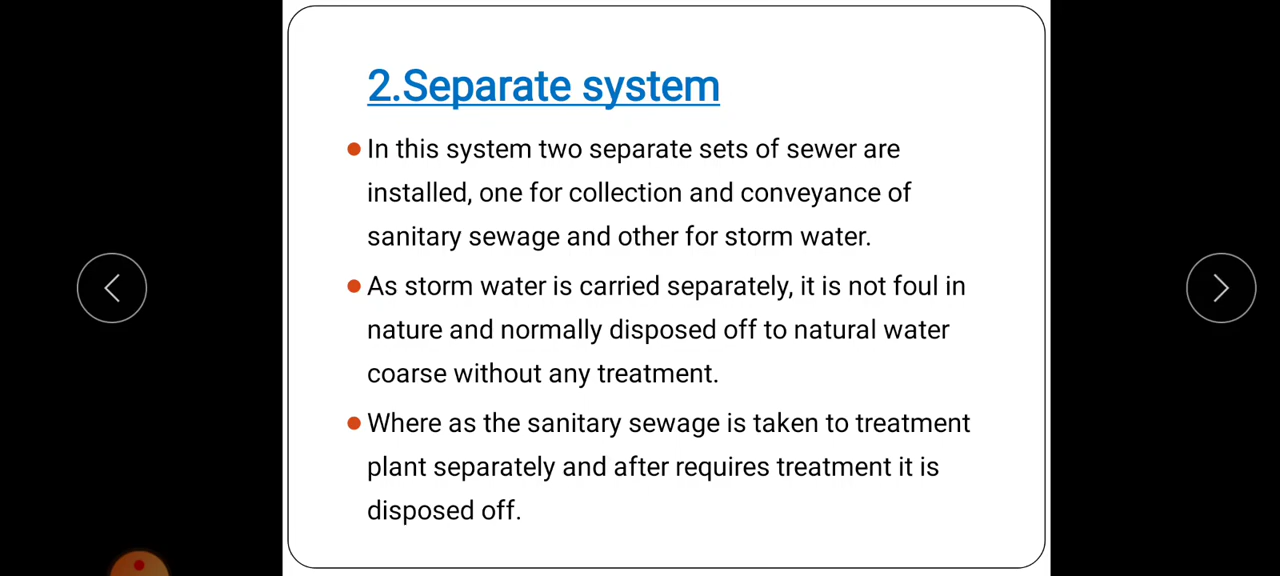 2.Separate system
In this system two separate sets of sewer are
installed, one for collection and conveyance of
sanitary sewage and other for storm water.
As storm water is carried separately, it is not foul in
nature and normally disposed off to natural water
coarse without any treatment.
Where as the sanitary sewage is taken to treatment
plant separately and after requires treatment it is
disposed off.